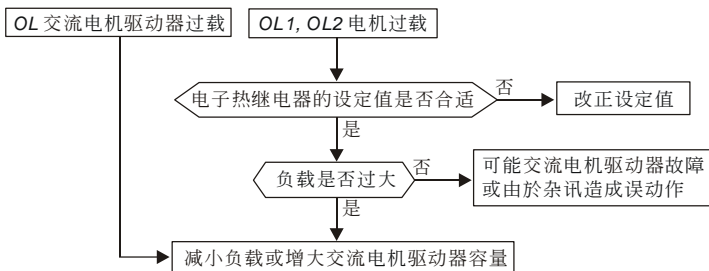 OL 交流电机驱动器过载
OL1, OL2 电机过载
电子热继电器的设定值是否合适
否
改正设定值
是
负载是否过大
否
可能交流电机驱动器故障
或由於杂讯造成误动作
是
减小负载或增大交流电机驱动器容量